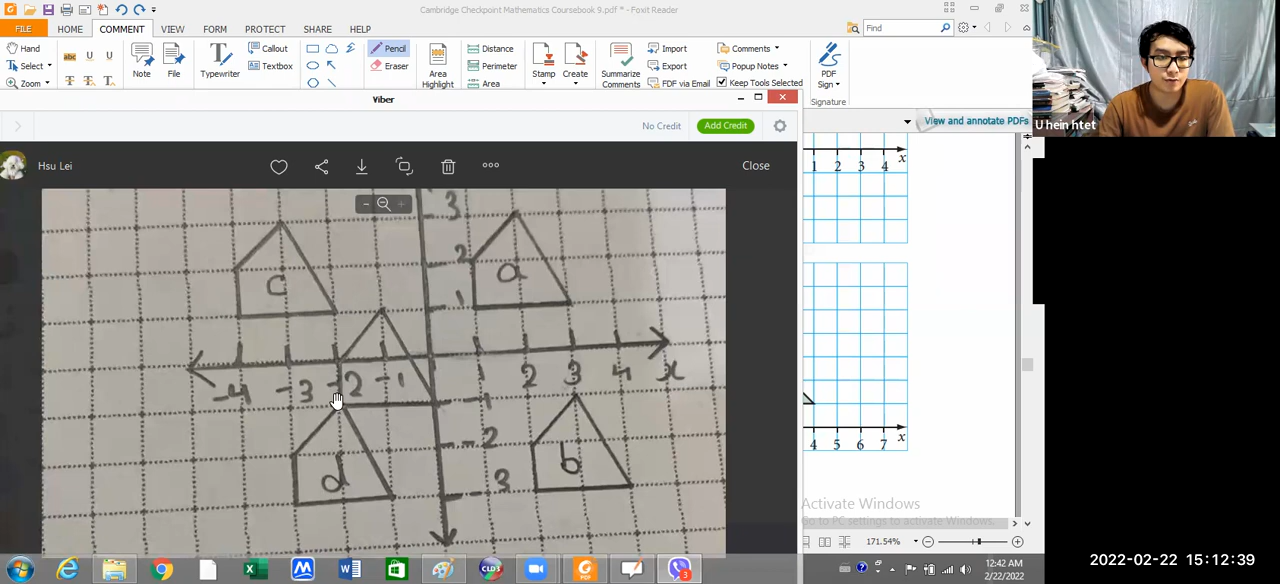 Cambridge Checkpoint Mathematics Coursebook 9.pdf * - Foxit Reader
FILE HOME COMMENT VIEW FORM PROTECT SHARE HELP
Find
Hand
Select
Zoom
Note
File
Typewriter
Callout
Textbox
Pencil
Eraser
Area
Highlight
Distance
Perimeter
Area
Stamp
Create
Summarize
Comments
Import
Export
FDF via Email
Comments
Popup Notes
Keep Tools Selected
PDF
Sign
Signature
U hein htet
Viber
View and annotate PDFs
No Credit
Add Credit
Hsu Lei
Close
3
2
1
c
a
-4 -3 -2 -1 1 2 3 4 x
-1
-2
3
d
b
1 2 3 4 x
4 5 6 7 x
Activate Windows
Go to PC settings to activate Windows.
171.54%
CLD3
3
12:42 AM
2/22/2022
2022-02-22 15:12:39